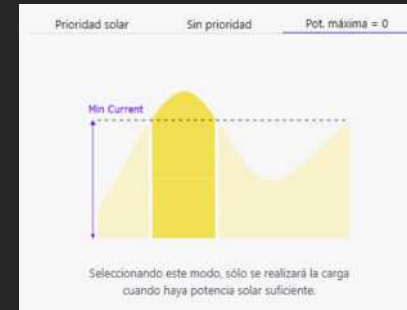 Prioridad solar
Sin prioridad
Pot. máxima = 0
Min Current
Seleccionando este modo, sólo se realizará la carga
cuando haya potencia solar suficiente.